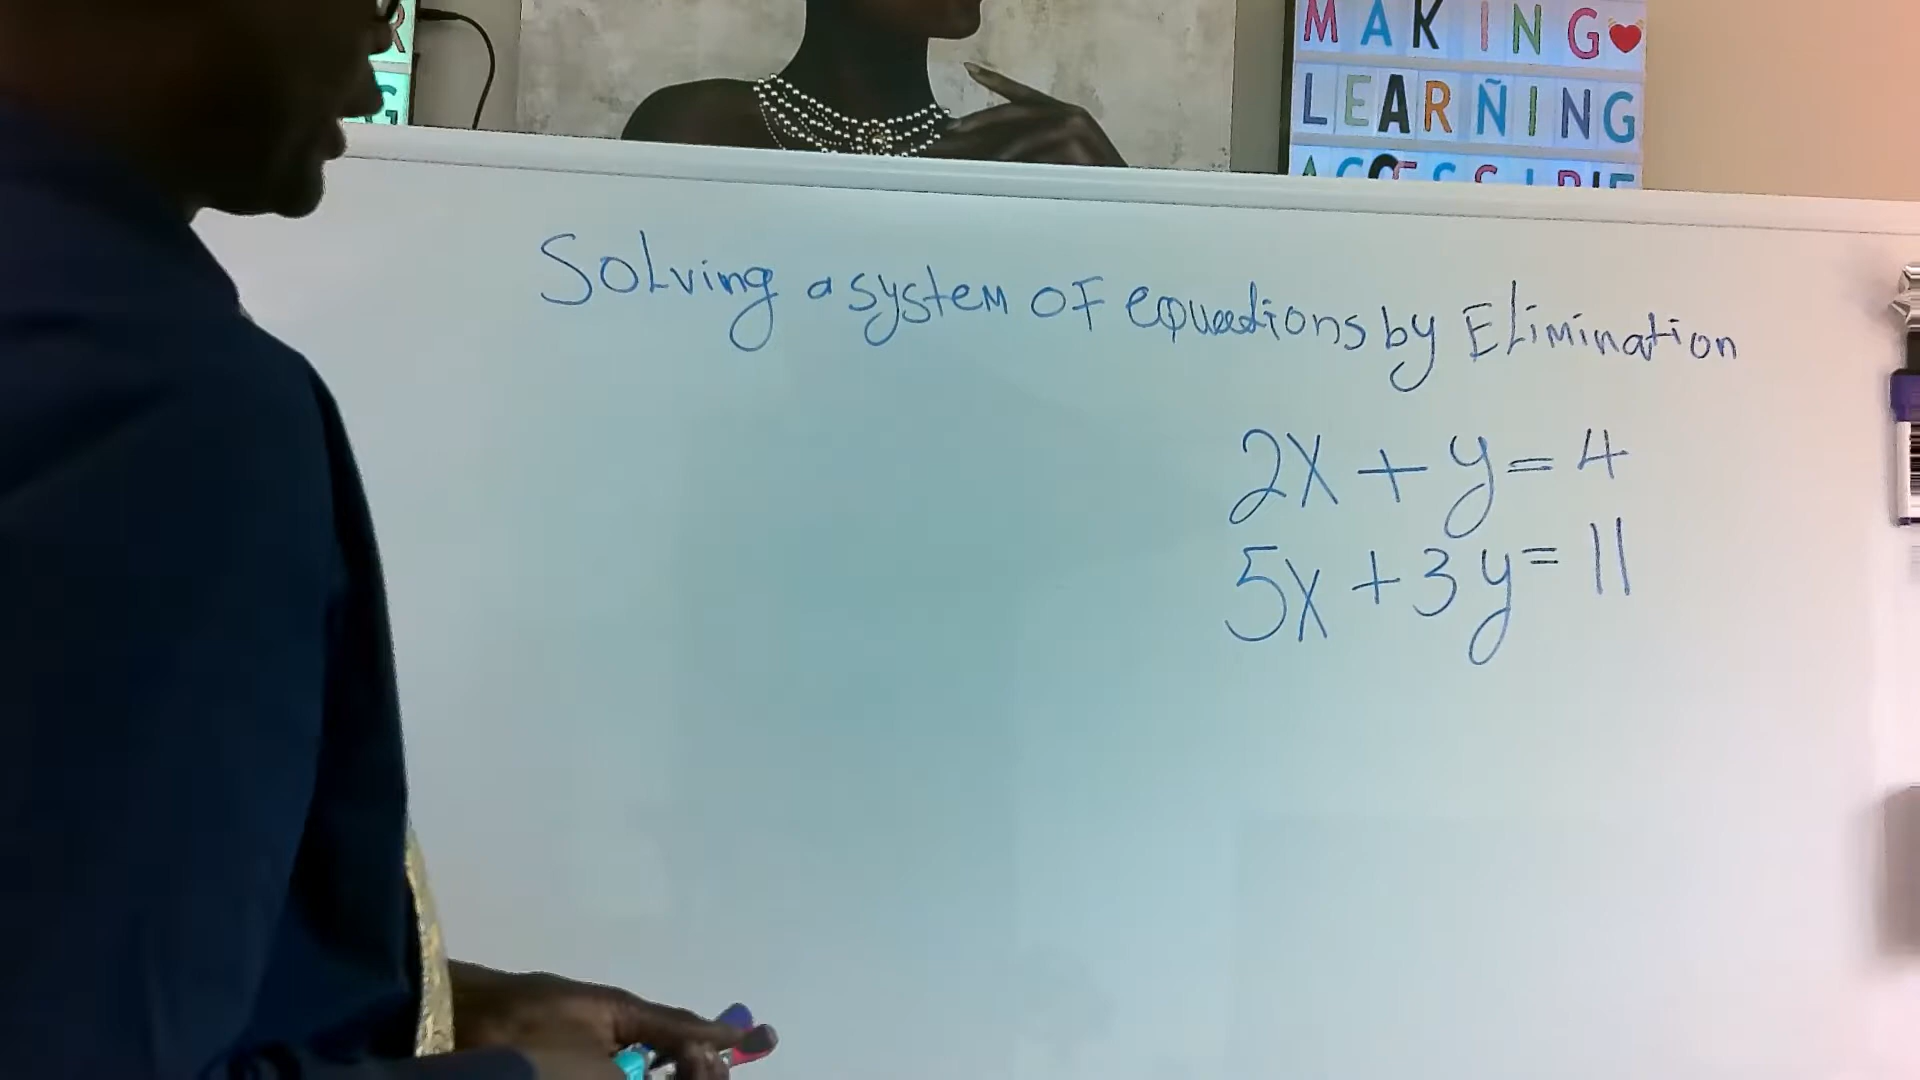 MAKING
LEARÑING
Solving a system of equations by Elimination
2x + y = 4
5x + 3y = 11